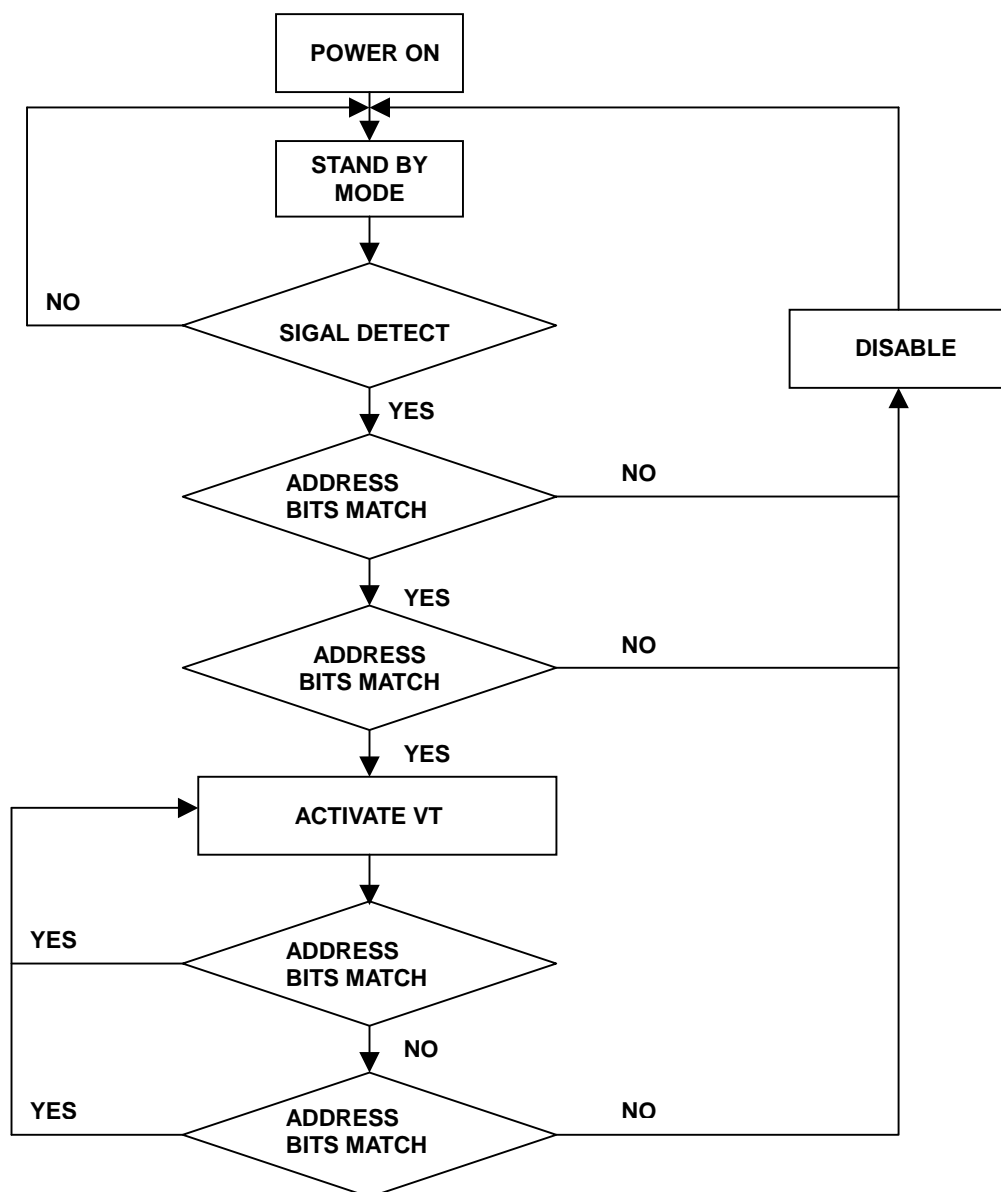 POWER ON
STAND BY
MODE
NO
SIGAL DETECT
DISABLE
YES
ADDRESS
BITS MATCH
NO
YES
ADDRESS
BITS MATCH
NO
YES
ACTIVATE VT
YES
ADDRESS
BITS MATCH
NO
YES
ADDRESS
BITS MATCH
NO